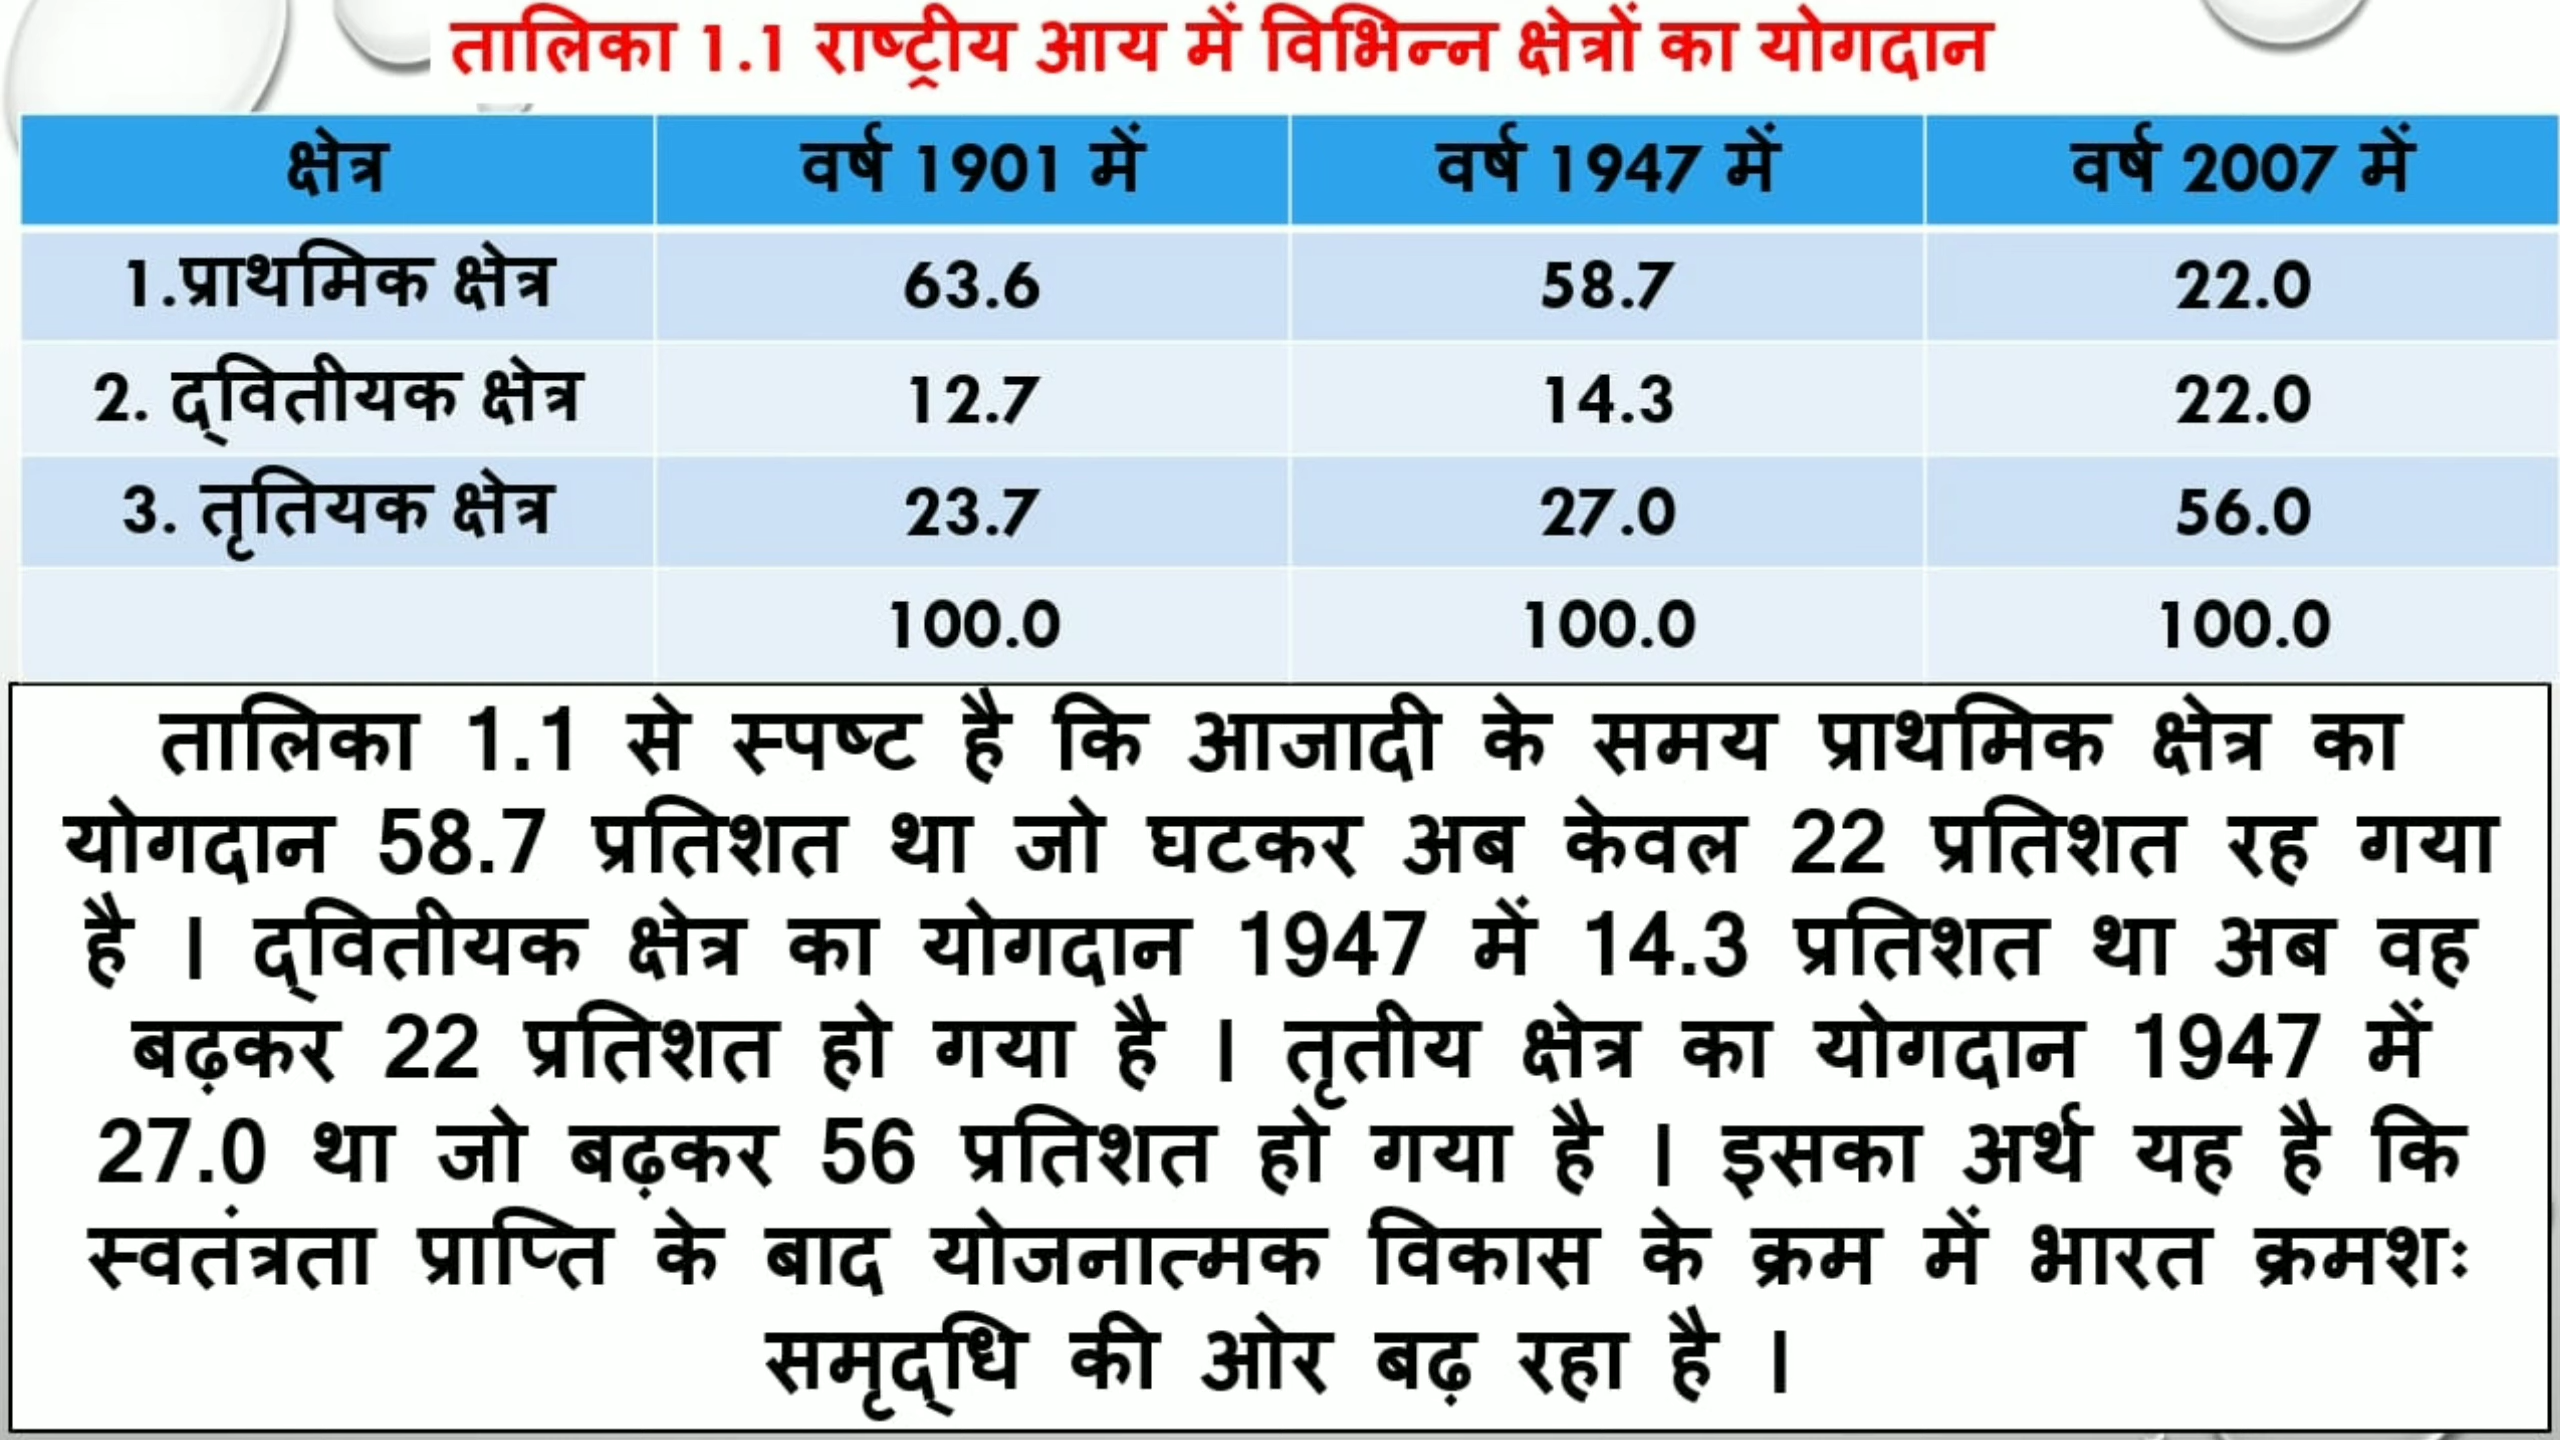 तालिका 1.1 राष्ट्रीय आय में विभिन्न क्षेत्रों का योगदान
क्षेत्र वर्ष 1901 में वर्ष 1947 में वर्ष 2007 में
1.प्राथमिक क्षेत्र 63.6 58.7 22.0
2. द्वितीयक क्षेत्र 12.7 14.3 22.0
3. तृतियक क्षेत्र 23.7 27.0 56.0
100.0 100.0 100.0
तालिका 1.1 से स्पष्ट है कि आजादी के समय प्राथमिक क्षेत्र का
योगदान 58.7 प्रतिशत था जो घटकर अब केवल 22 प्रतिशत रह गया
है । द्वितीयक क्षेत्र का योगदान 1947 में 14.3 प्रतिशत था अब वह
बढ़कर 22 प्रतिशत हो गया है । तृतीय क्षेत्र का योगदान 1947 में
27.0 था जो बढ़कर 56 प्रतिशत हो गया है । इसका अर्थ यह है कि
स्वतंत्रता प्राप्ति के बाद योजनात्मक विकास के क्रम में भारत क्रमशः
समृद्धि की ओर बढ़ रहा है ।